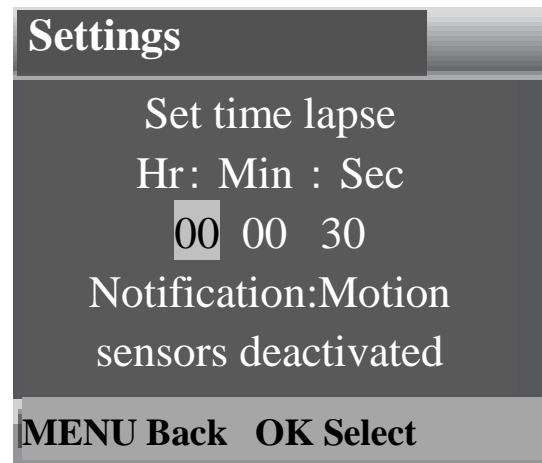 Settings
Set time lapse
Hr: Min : Sec
00 00 30
Notification:Motion
sensors deactivated
MENU Back OK Select